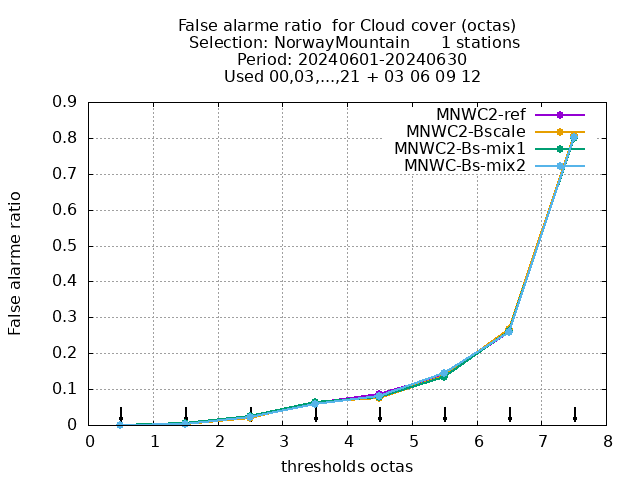 False alarme ratio  for Cloud cover (octas)
Selection: NorwayMountain      1 stations
Period: 20240601-20240630
Used 00,03,...,21 + 03 06 09 12
MNWC2-ref
MNWC2-Bscale
MNWC2-Bs-mix1
MNWC-Bs-mix2
False alarme ratio
0.9
0.8
0.7
0.6
0.5
0.4
0.3
0.2
0.1
0
0 1 2 3 4 5 6 7 8
thresholds octas